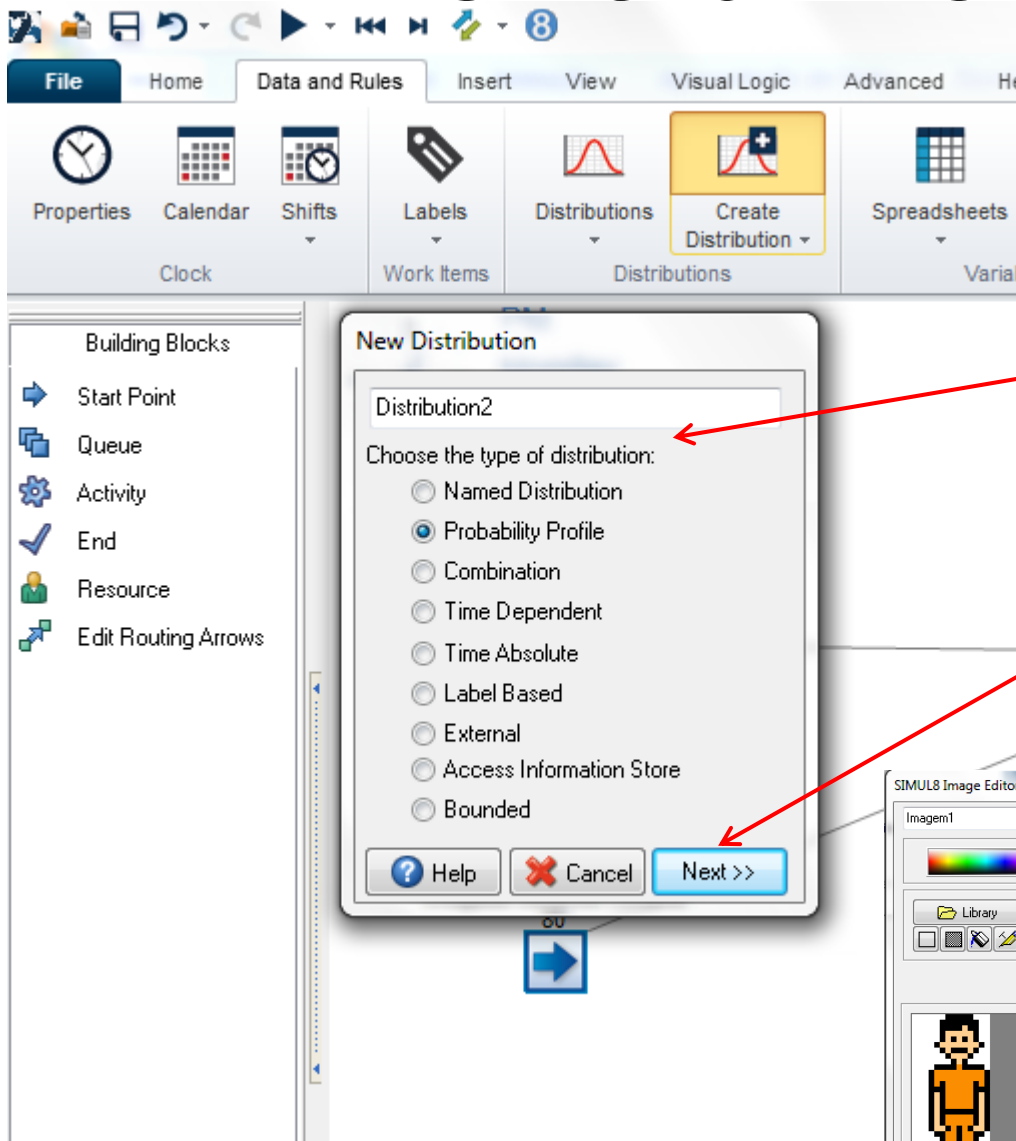 8
File Home Data and Rules Insert View Visual Logic Advanced
Properties Calendar Shifts Labels Distributions Create Distribution Spreadsheets
Clock Work Items Distributions
Building Blocks
Start Point
Queue
Activity
End
Resource
Edit Routing Arrows
New Distribution
Distribution2
Choose the type of distribution:
Named Distribution
Probability Profile
Combination
Time Dependent
Time Absolute
Label Based
External
Access Information Store
Bounded
Help Cancel Next >>
80
SIMUL8 Image Editor
Imagem1
Library